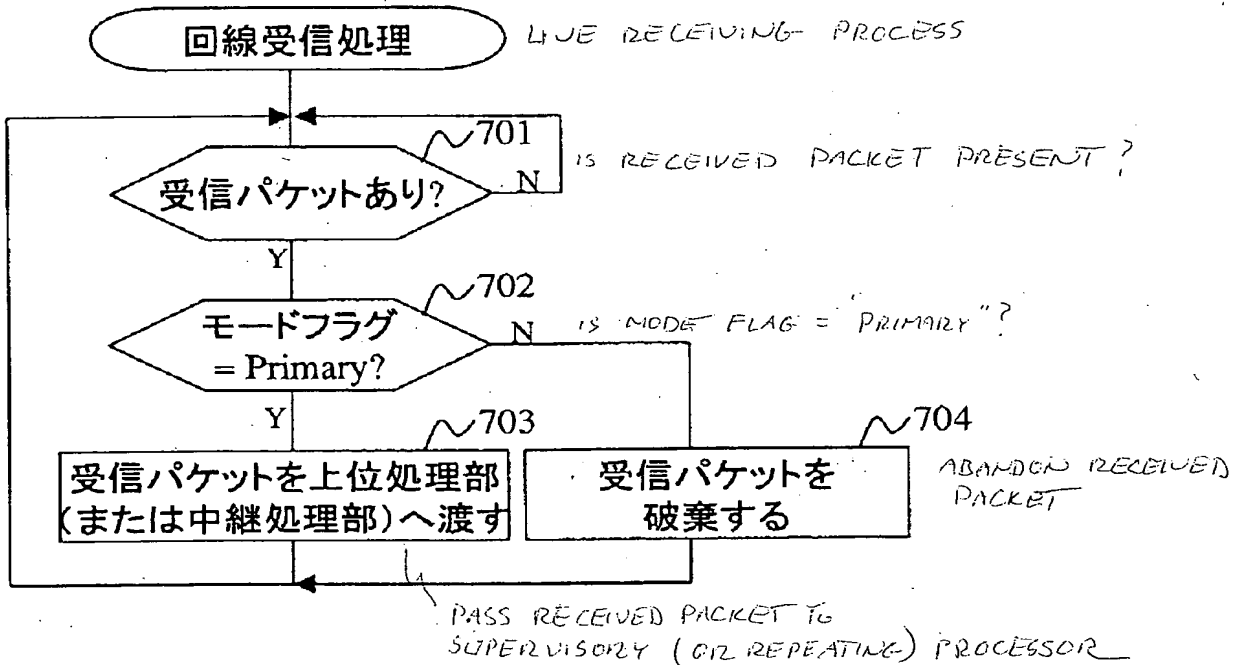 回線受信処理
LINE RECEIVING PROCESS
701
受信パケットあり?
N
IS RECEIVED PACKET PRESENT?
Y
702
モードフラグ
= Primary?
N
IS MODE FLAG = "PRIMARY"?
Y
703
受信パケットを上位処理部
(または中継処理部)へ渡す
704
受信パケットを
破棄する
ABANDON RECEIVED
PACKET
PASS RECEIVED PACKET TO
SUPERVISORY (OR REPEATING) PROCESSOR